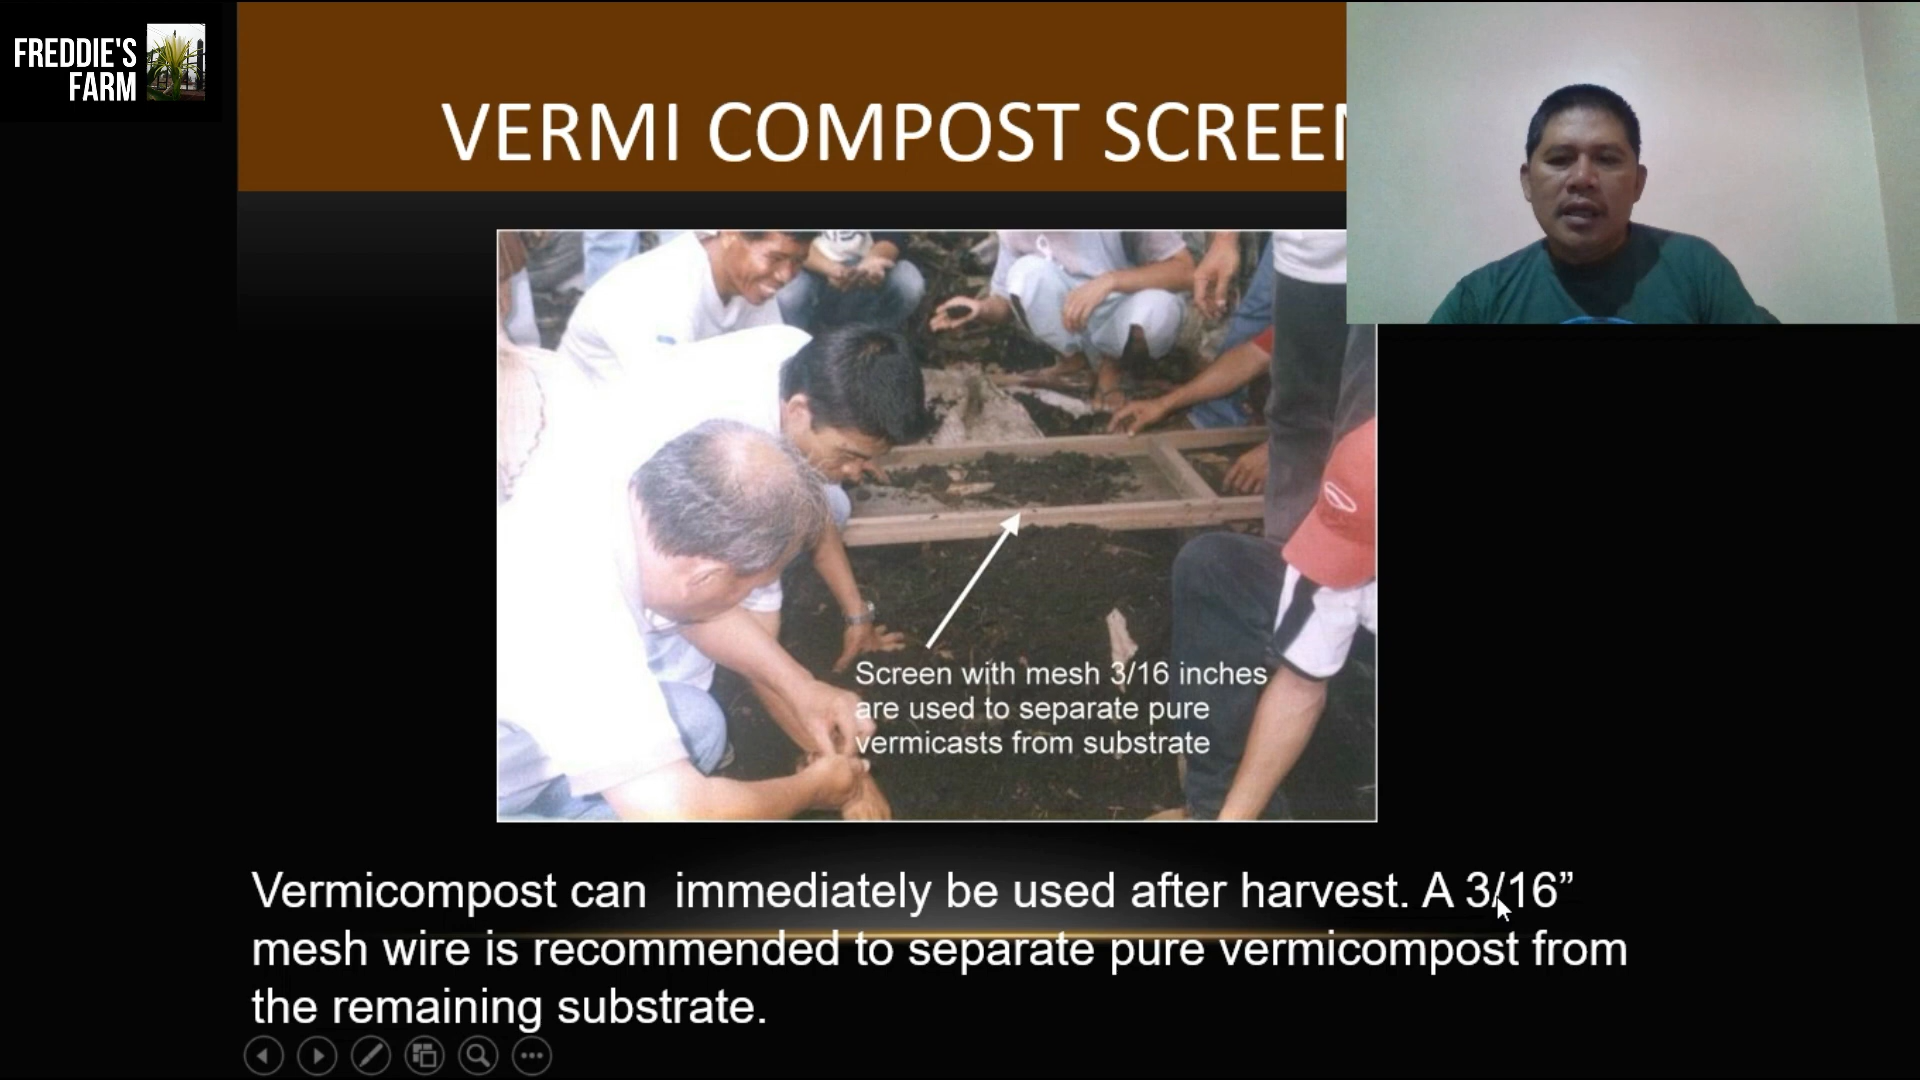 FREDDIE'S
FARM
VERMI COMPOST SCREEN
Screen with mesh 3/16 inches
are used to separate pure
vermicasts from substrate
Vermicompost can  immediately be used after harvest. A 3/16”
mesh wire is recommended to separate pure vermicompost from
the remaining substrate.